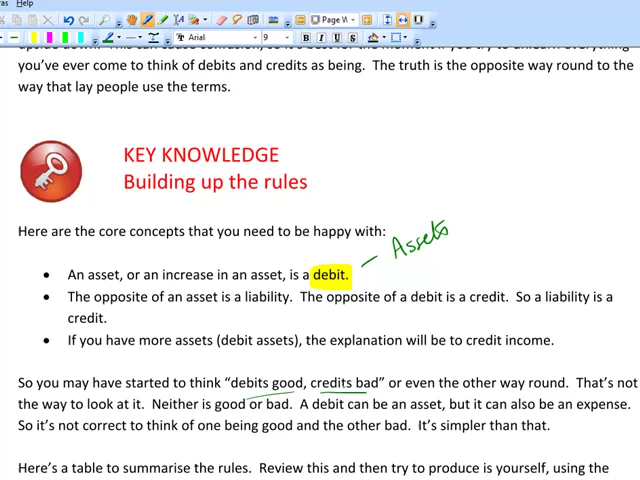 Help
Page W
Arial
9
B I U S
you've ever come to think of debits and credits as being. The truth is the opposite way round to the
way that lay people use the terms.
KEY KNOWLEDGE
Building up the rules
Here are the core concepts that you need to be happy with:
Assets
• An asset, or an increase in an asset, is a debit.
• The opposite of an asset is a liability. The opposite of a debit is a credit. So a liability is a
credit.
• If you have more assets (debit assets), the explanation will be to credit income.
So you may have started to think “debits good, credits bad” or even the other way round. That's not
the way to look at it. Neither is good or bad. A debit can be an asset, but it can also be an expense.
So it's not correct to think of one being good and the other bad. It's simpler than that.
Here's a table to summarise the rules. Review this and then try to produce is yourself, using the